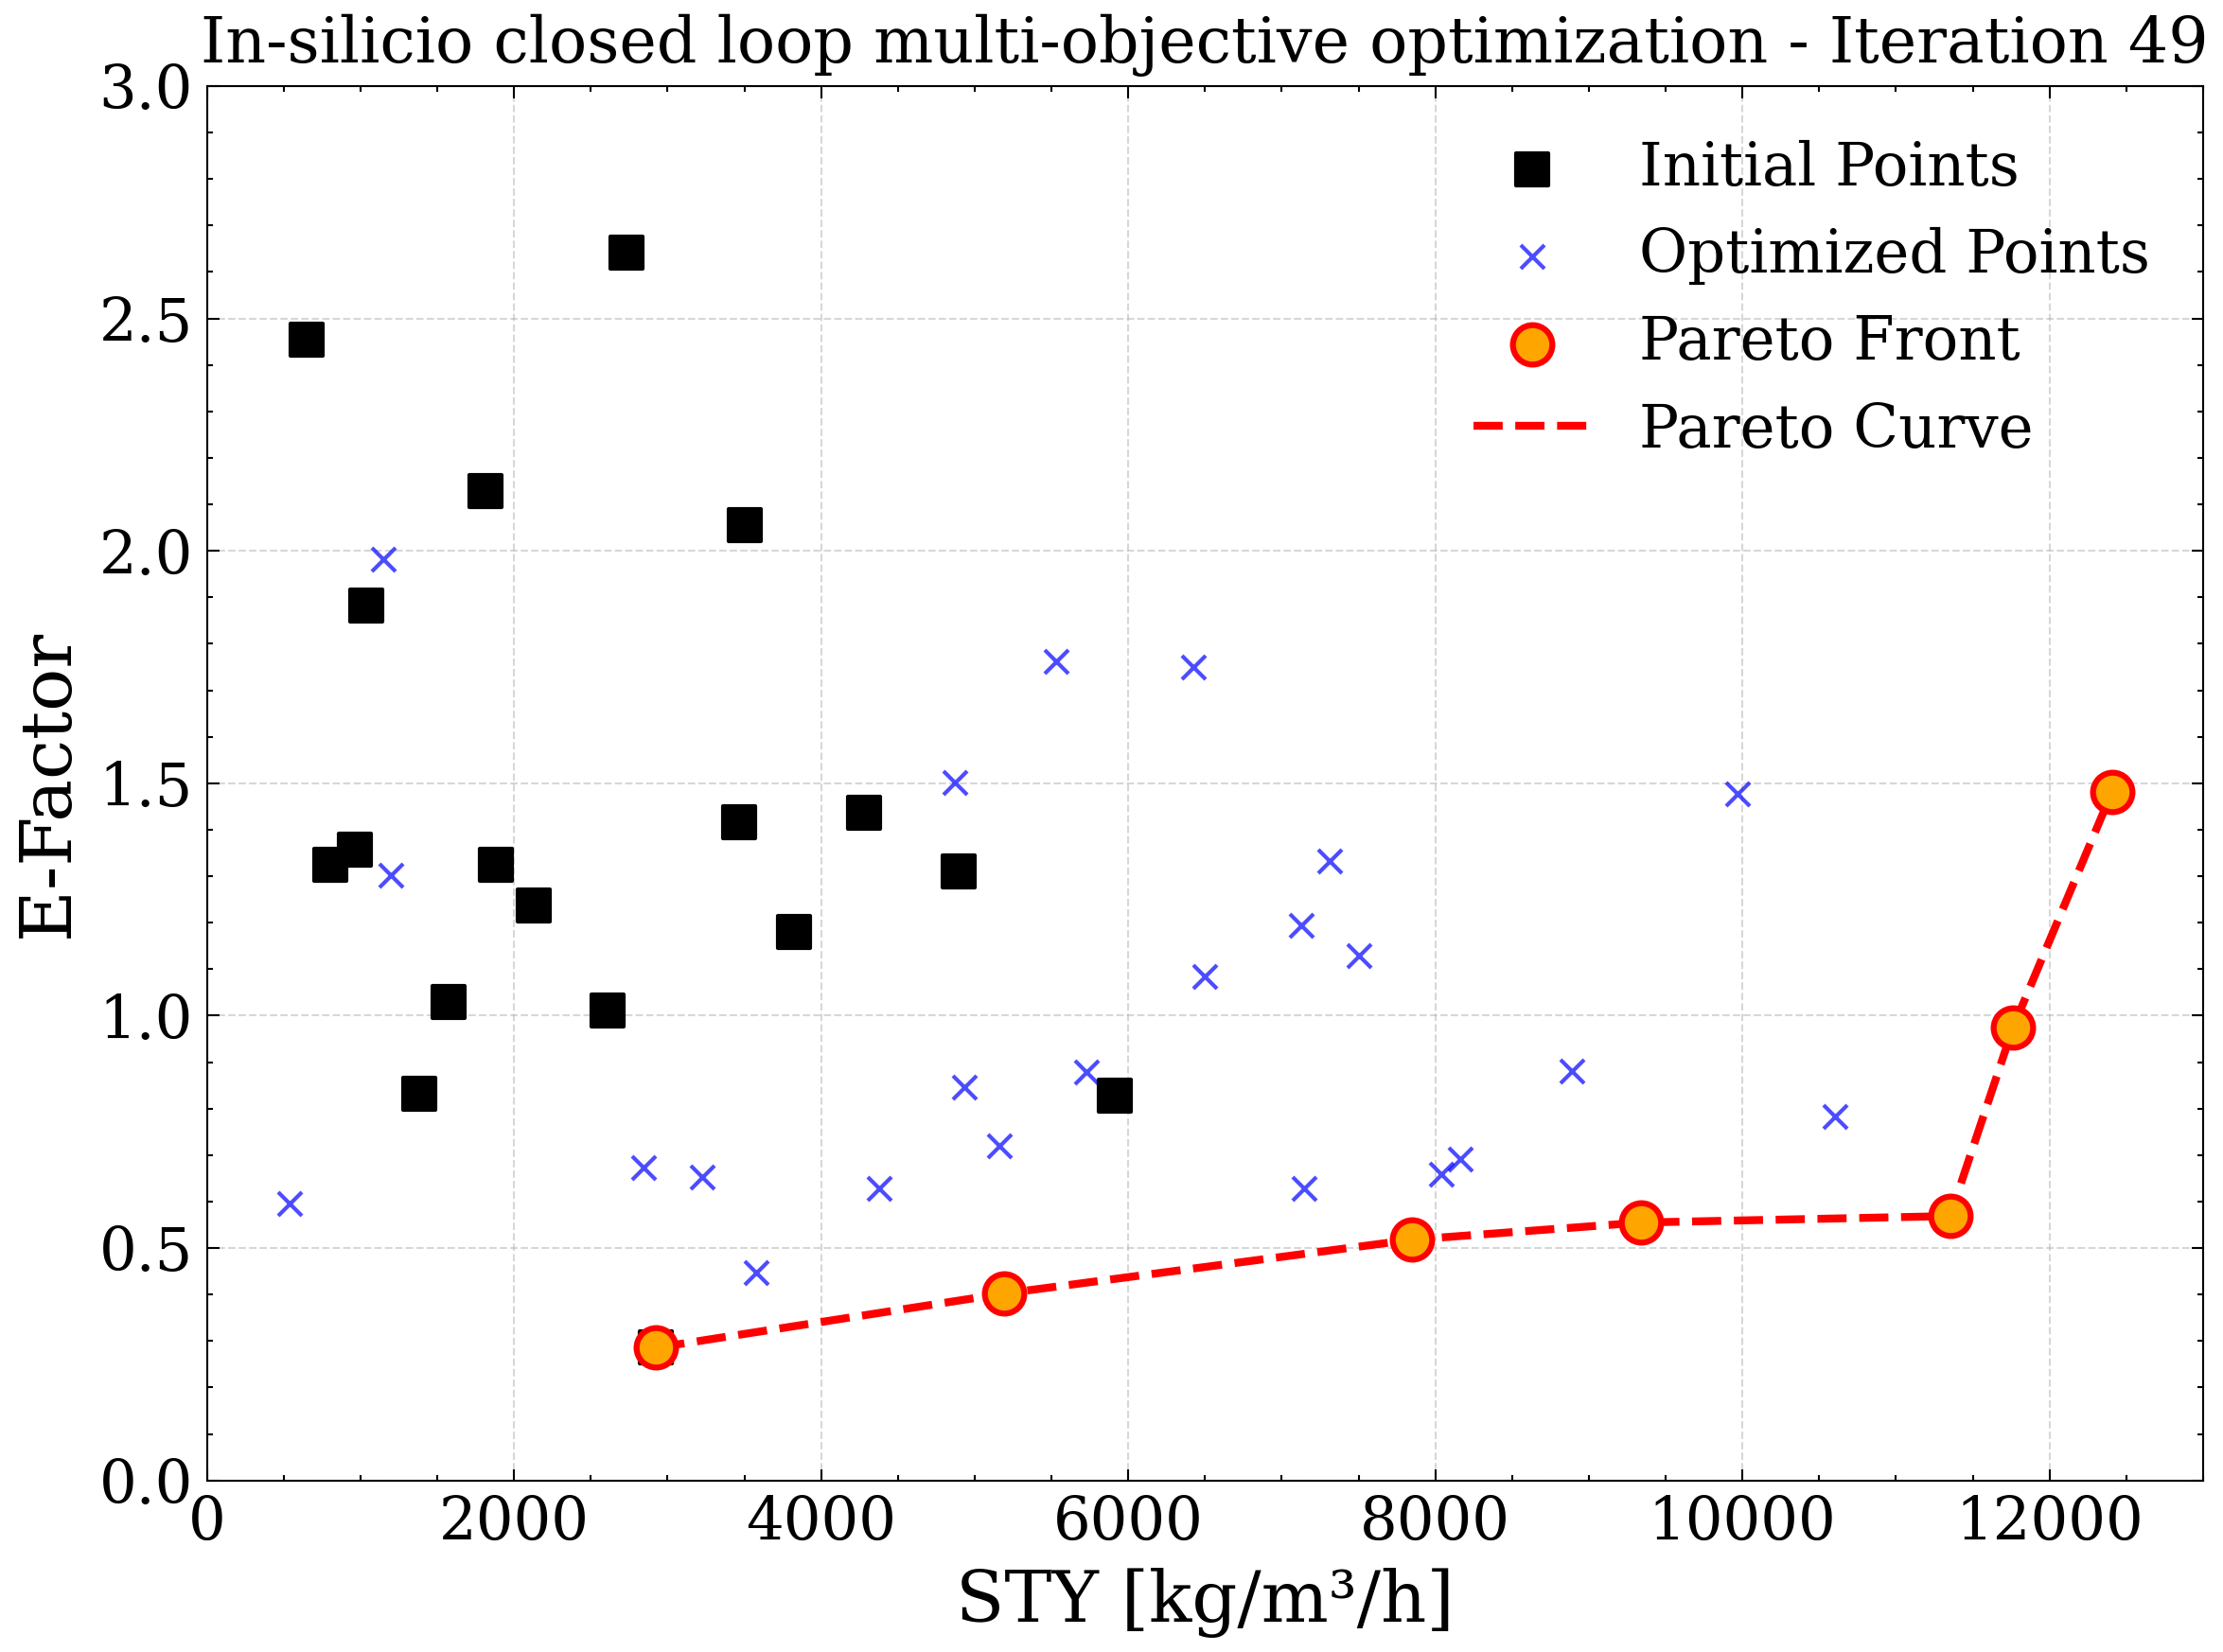 In-silicio closed loop multi-objective optimization - Iteration 49
3.0
2.5
2.0
1.5
1.0
0.5
0.0
E-Factor
Initial Points
Optimized Points
Pareto Front
Pareto Curve
0 2000 4000 6000 8000 10000 12000
STY [kg/m³/h]